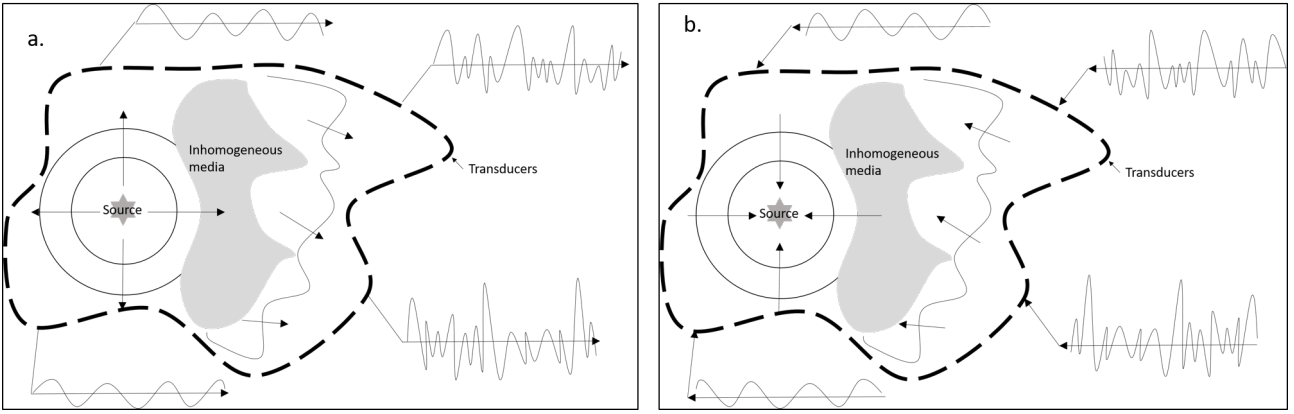 a.
Inhomogeneous
media
Source
Transducers
b.
Inhomogeneous
media
Source
Transducers